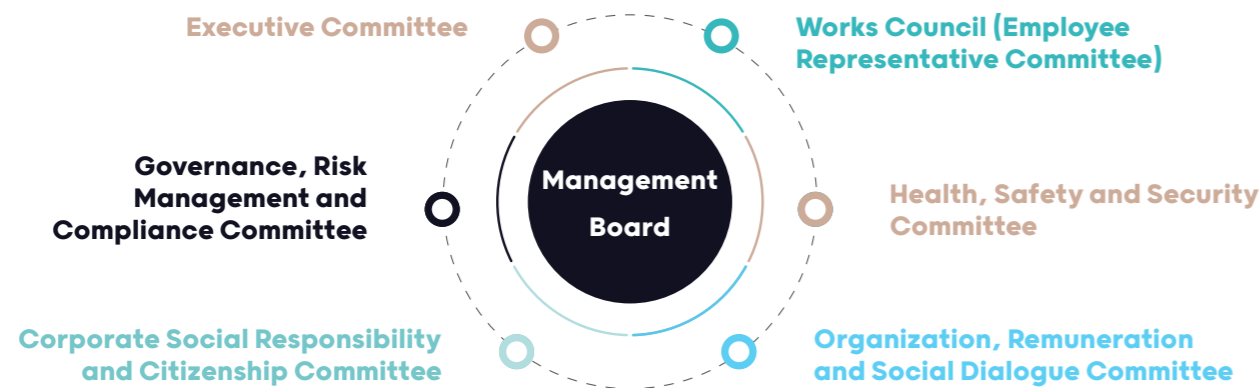 Executive Committee
Works Council (Employee
Representative Committee)
Governance, Risk
Management and
Compliance Committee
Management
Board
Health, Safety and Security
Committee
Corporate Social Responsibility
and Citizenship Committee
Organization, Remuneration
and Social Dialogue Committee